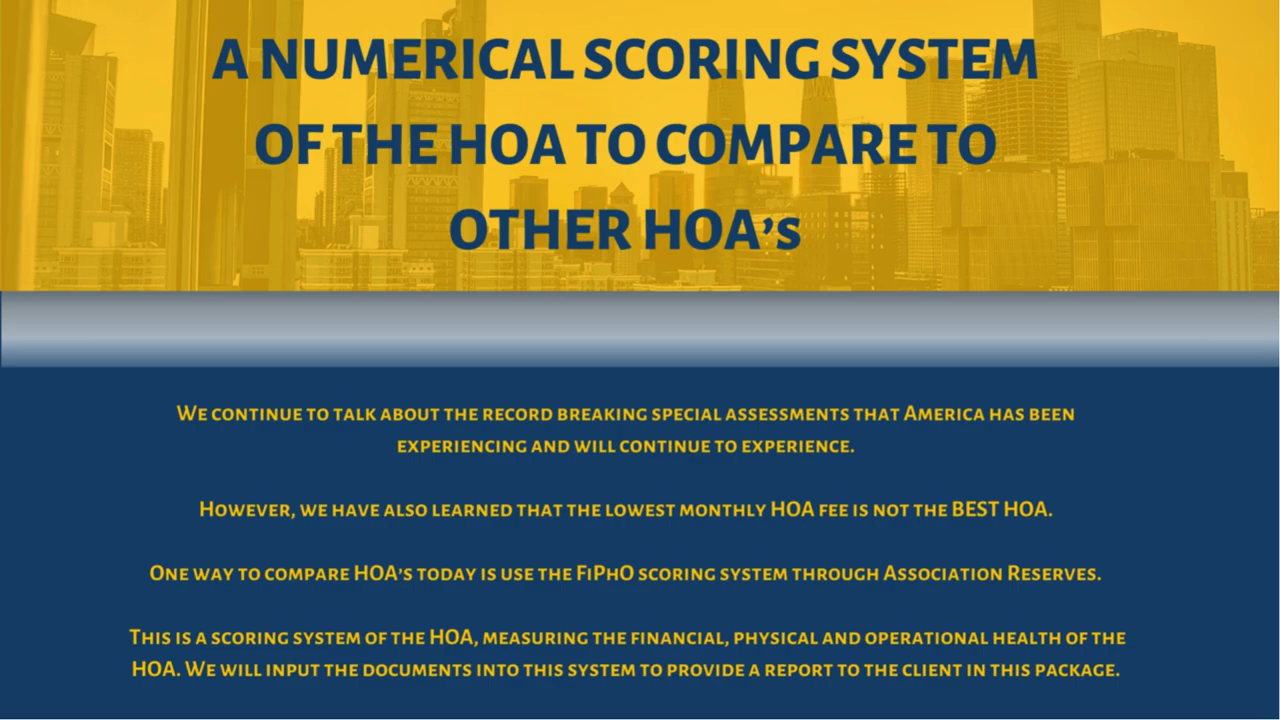 A NUMERICAL SCORING SYSTEM
OF THE HOA TO COMPARE TO
OTHER HOA's
We continue to talk about the record breaking special assessments that America has been
experiencing and will continue to experience.
However, we have also learned that the lowest monthly HOA fee is not the BEST HOA.
One way to compare HOA's today is use the FiPhO scoring system through Association Reserves.
This is a scoring system of the HOA, measuring the financial, physical and operational health of the
HOA. We will input the documents into this system to provide a report to the client in this package.